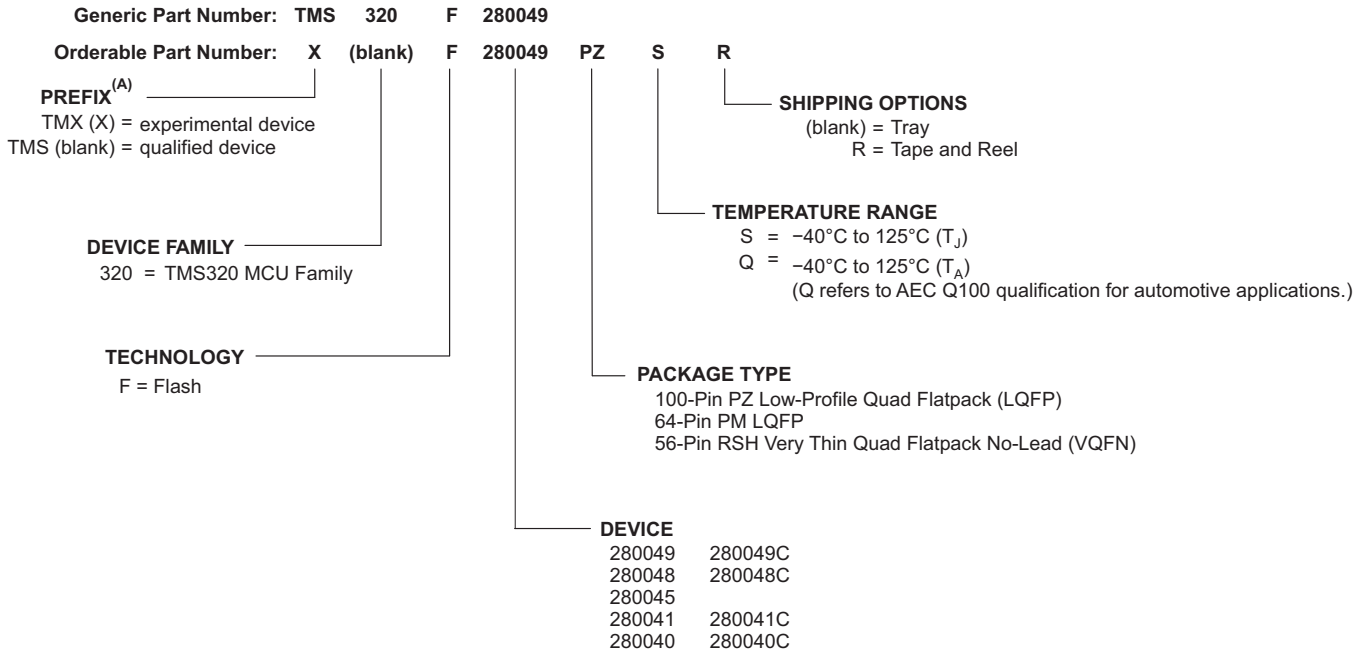 Generic Part Number: TMS 320 F 280049
Orderable Part Number: X (blank) F 280049 PZ S R
PREFIX(A)
TMX (X) = experimental device
TMS (blank) = qualified device
SHIPPING OPTIONS
(blank) = Tray
R = Tape and Reel
TEMPERATURE RANGE
S = −40°C to 125°C (TJ)
Q = −40°C to 125°C (TA)
(Q refers to AEC Q100 qualification for automotive applications.)
DEVICE FAMILY
320 = TMS320 MCU Family
TECHNOLOGY
F = Flash
PACKAGE TYPE
100-Pin PZ Low-Profile Quad Flatpack (LQFP)
64-Pin PM LQFP
56-Pin RSH Very Thin Quad Flatpack No-Lead (VQFN)
DEVICE
280049 280049C
280048 280048C
280045
280041 280041C
280040 280040C